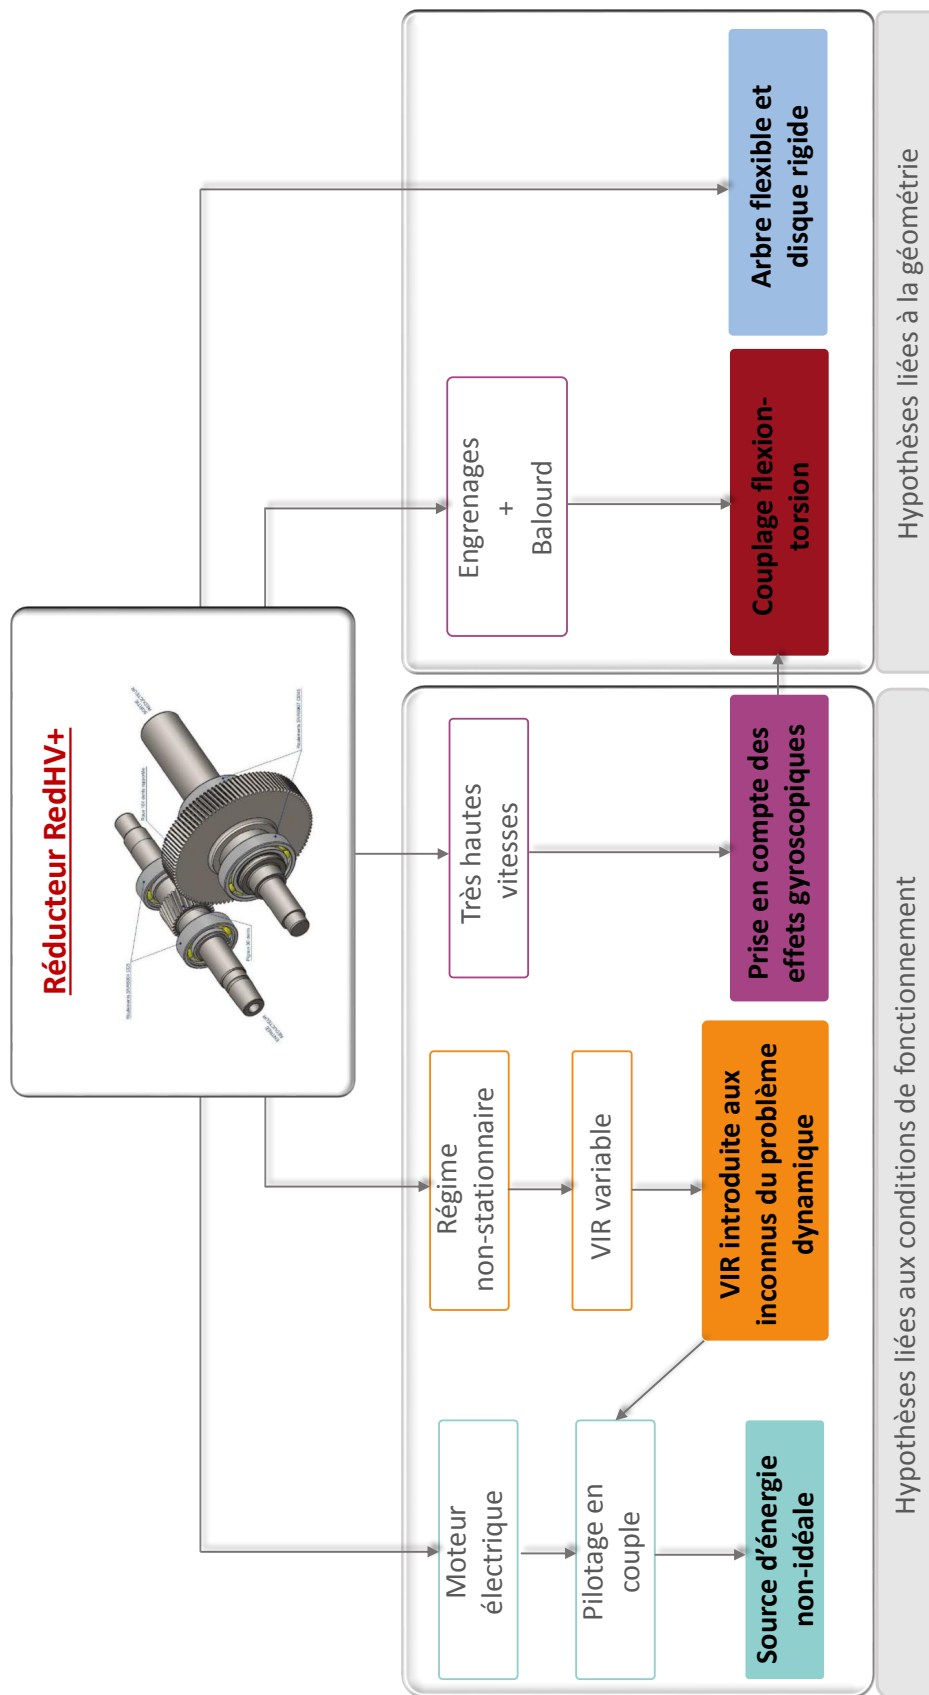 Réducteur RedHV+
Moteur
électrique
Pilotage en
couple
Source d'énergie
non-idéale
Régime
non-stationnaire
VIR variable
VIR introduite aux
inconnus du problème
dynamique
Très hautes
vitesses
Prise en compte des
effets gyroscopiques
Engrenages
+
Balourd
Couplage flexion-
torsion
Arbre flexible et
disque rigide
Hypothèses liées aux conditions de fonctionnement
Hypothèses liées à la géométrie